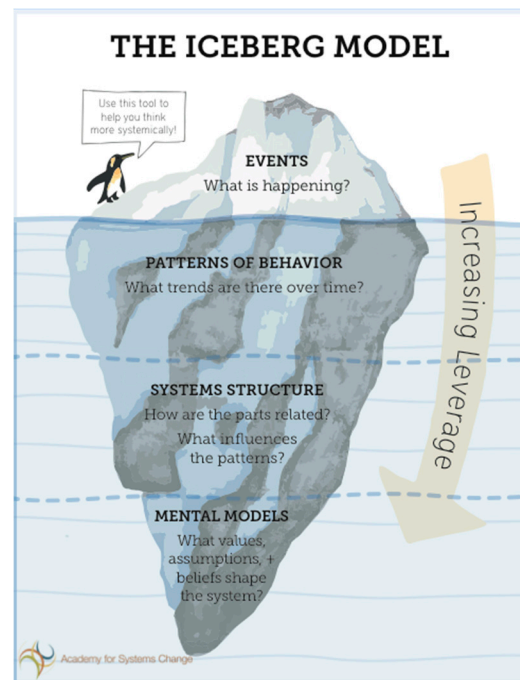 THE ICEBERG MODEL
Use this tool to
help you think
more systemically!
EVENTS
What is happening?
PATTERNS OF BEHAVIOR
What trends are there over time?
SYSTEMS STRUCTURE
How are the parts related?
What influences
the patterns?
MENTAL MODELS
What values,
assumptions, +
beliefs shape
the system?
Increasing Leverage
Academy for Systems Change